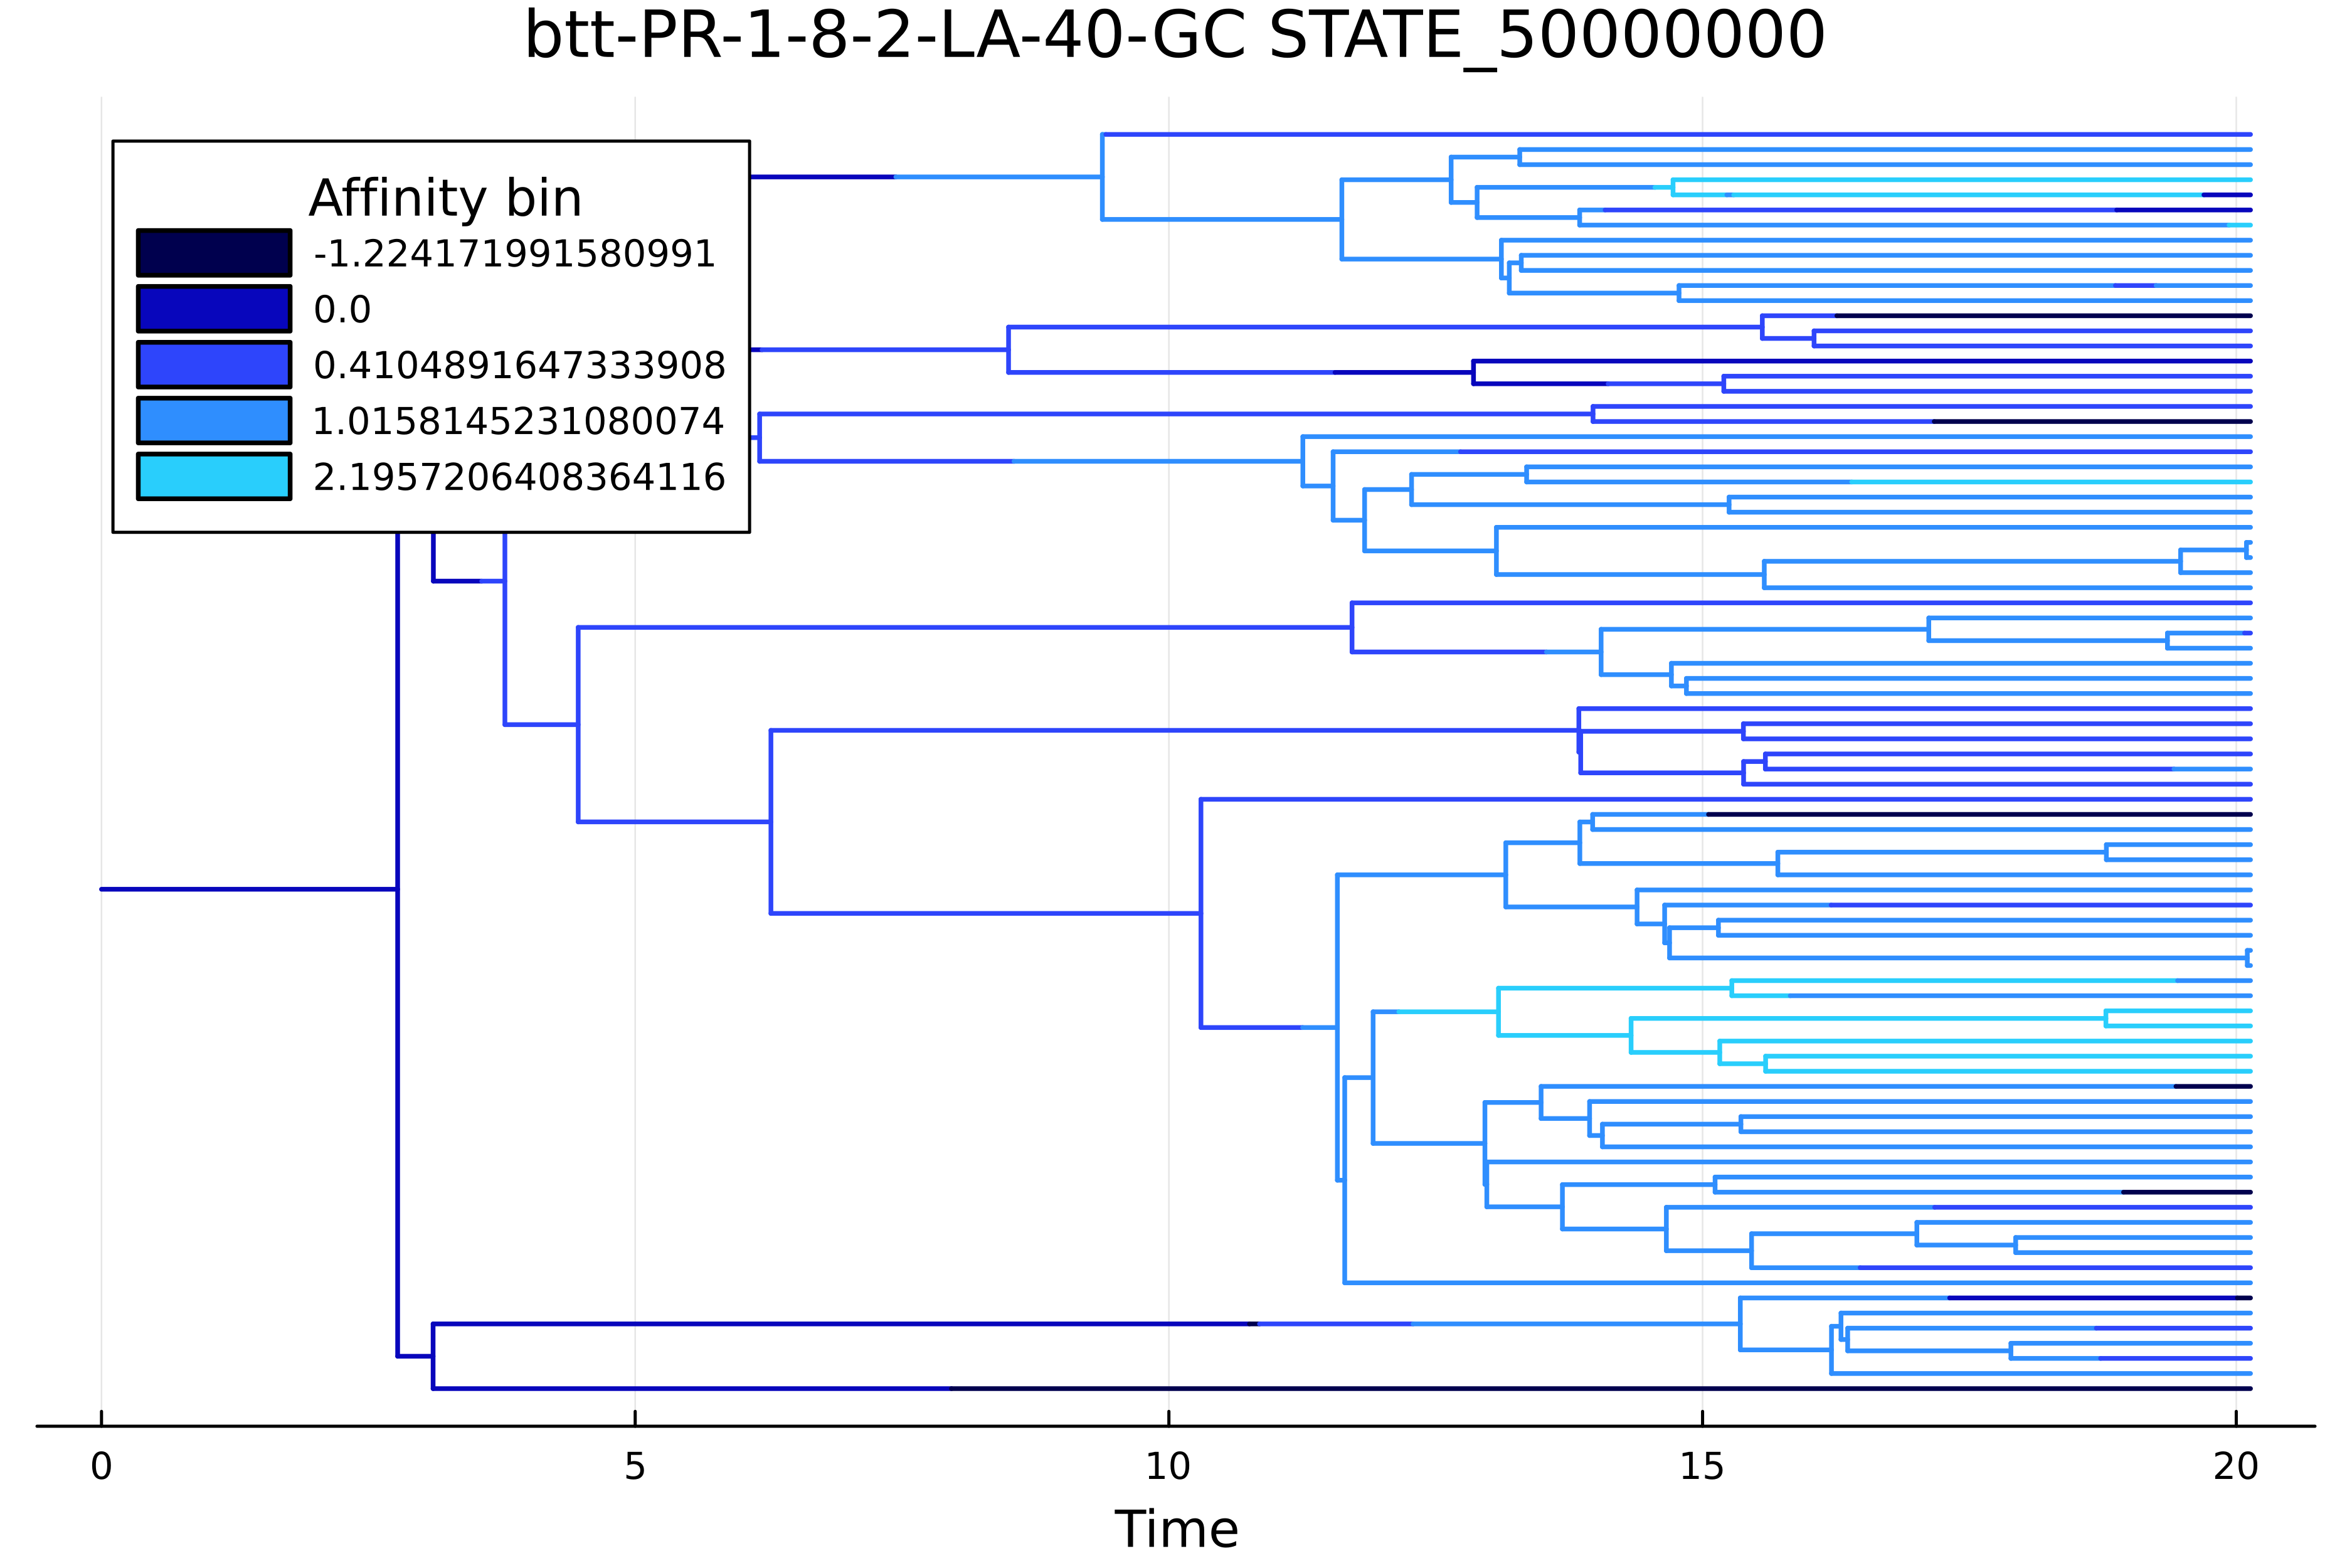 btt-PR-1-8-2-LA-40-GC STATE_50000000
Affinity bin
-1.224171991580991
0.0
0.4104891647333908
1.0158145231080074
2.1957206408364116
0 5 10 15 20
Time